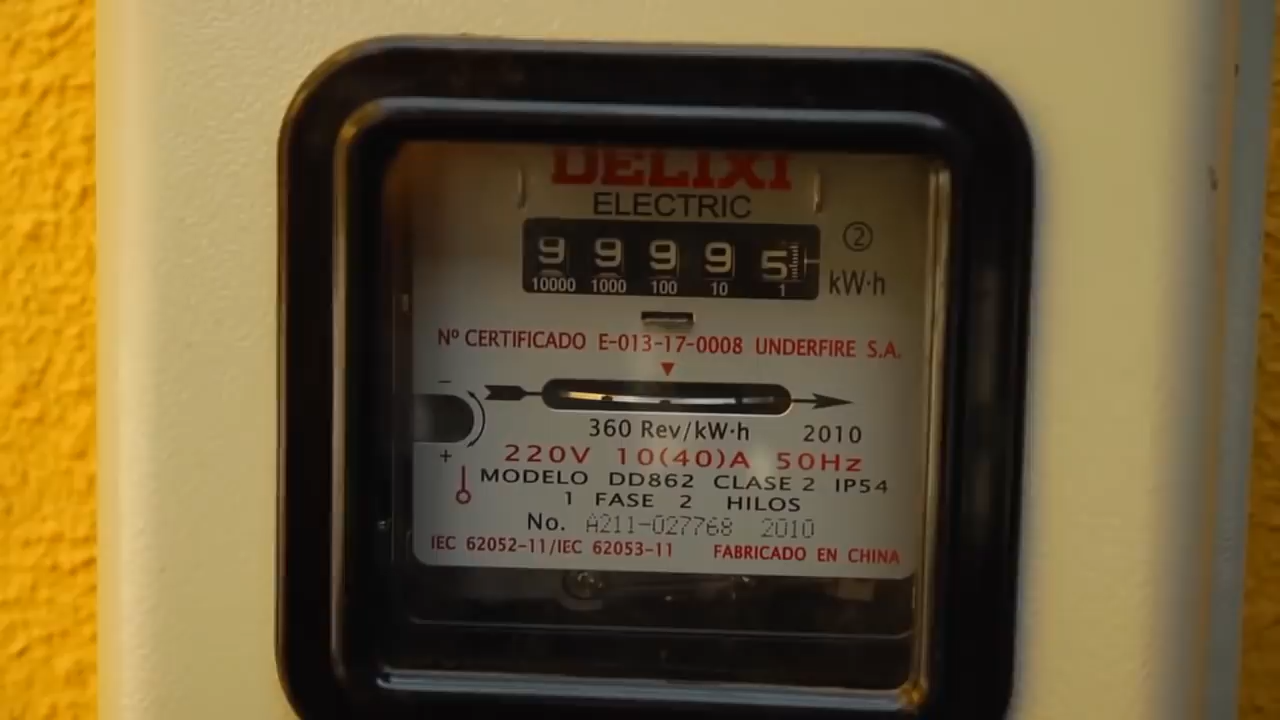 DELIXI
ELECTRIC
9 9 9 9 5
10000 1000 100 10 1
②
kW·h
Nº CERTIFICADO E-013-17-0008 UNDERFIRE S.A.
−
+
360 Rev/kW·h 2010
220V 10(40)A 50Hz
MODELO DD862 CLASE 2 IP54
1 FASE 2 HILOS
No. A211-027768 2010
IEC 62052-11/IEC 62053-11 FABRICADO EN CHINA